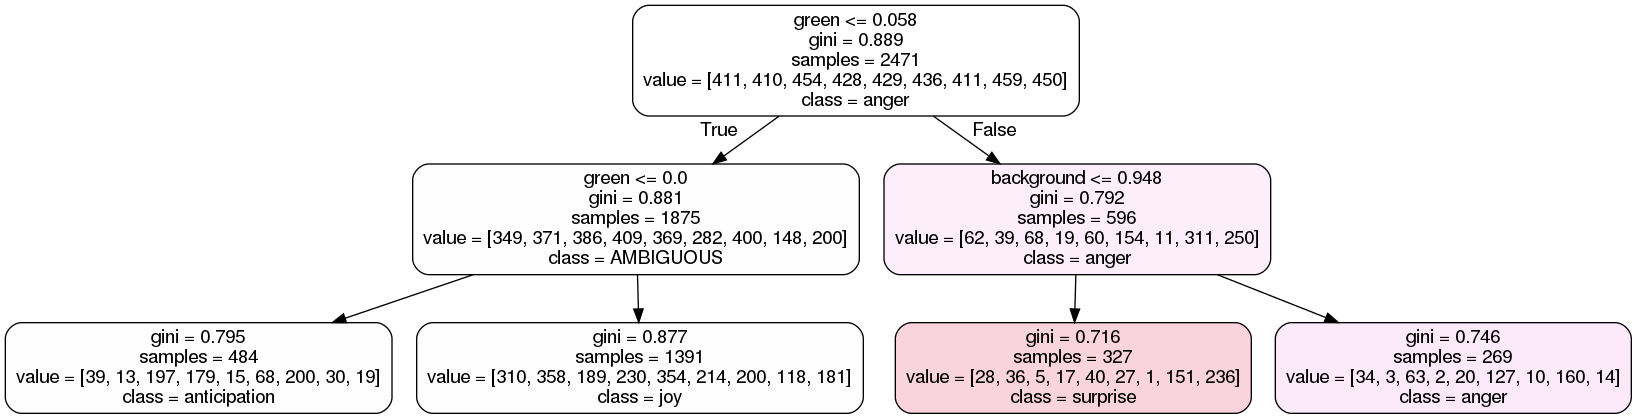 green <= 0.058
gini = 0.889
samples = 2471
value = [411, 410, 454, 428, 429, 436, 411, 459, 450]
class = anger
True
False
green <= 0.0
gini = 0.881
samples = 1875
value = [349, 371, 386, 409, 369, 282, 400, 148, 200]
class = AMBIGUOUS
background <= 0.948
gini = 0.792
samples = 596
value = [62, 39, 68, 19, 60, 154, 11, 311, 250]
class = anger
gini = 0.795
samples = 484
value = [39, 13, 197, 179, 15, 68, 200, 30, 19]
class = anticipation
gini = 0.877
samples = 1391
value = [310, 358, 189, 230, 354, 214, 200, 118, 181]
class = joy
gini = 0.716
samples = 327
value = [28, 36, 5, 17, 40, 27, 1, 151, 236]
class = surprise
gini = 0.746
samples = 269
value = [34, 3, 63, 2, 20, 127, 10, 160, 14]
class = anger